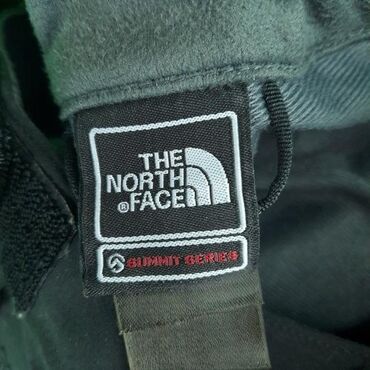 THE
NORTH
®FACE
SUMMIT SERIES